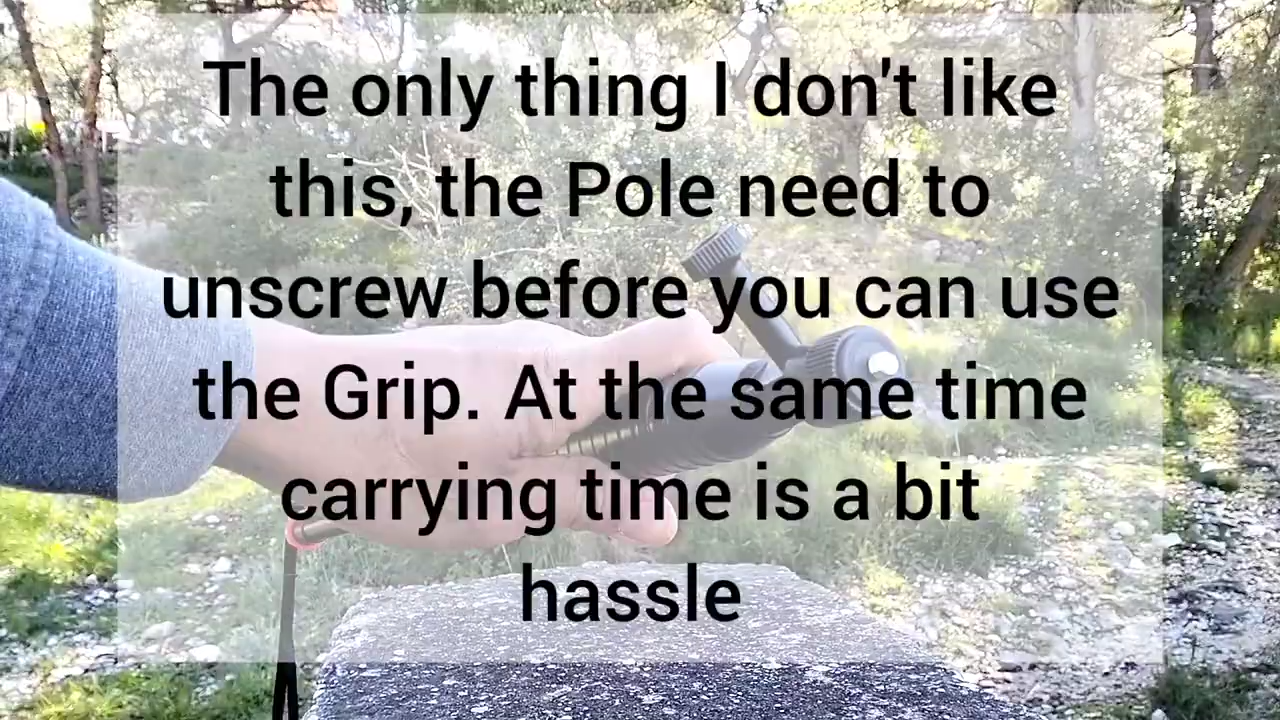 The only thing I don't like
this, the Pole need to
unscrew before you can use
the Grip. At the same time
carrying time is a bit
hassle